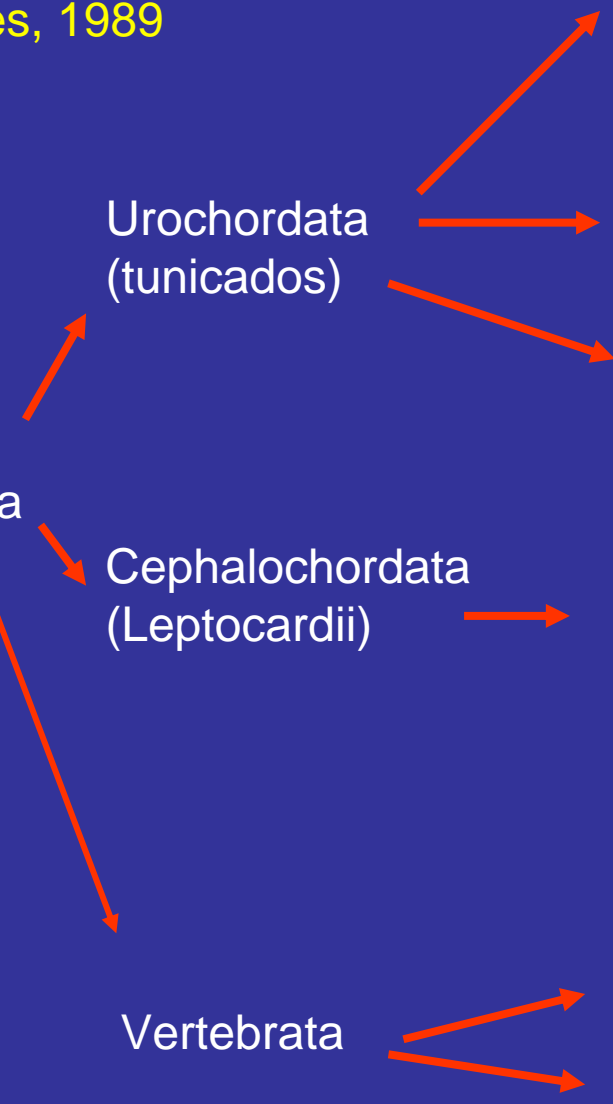 es, 1989
Urochordata
(tunicados)
a
Cephalochordata
(Leptocardii)
Vertebrata